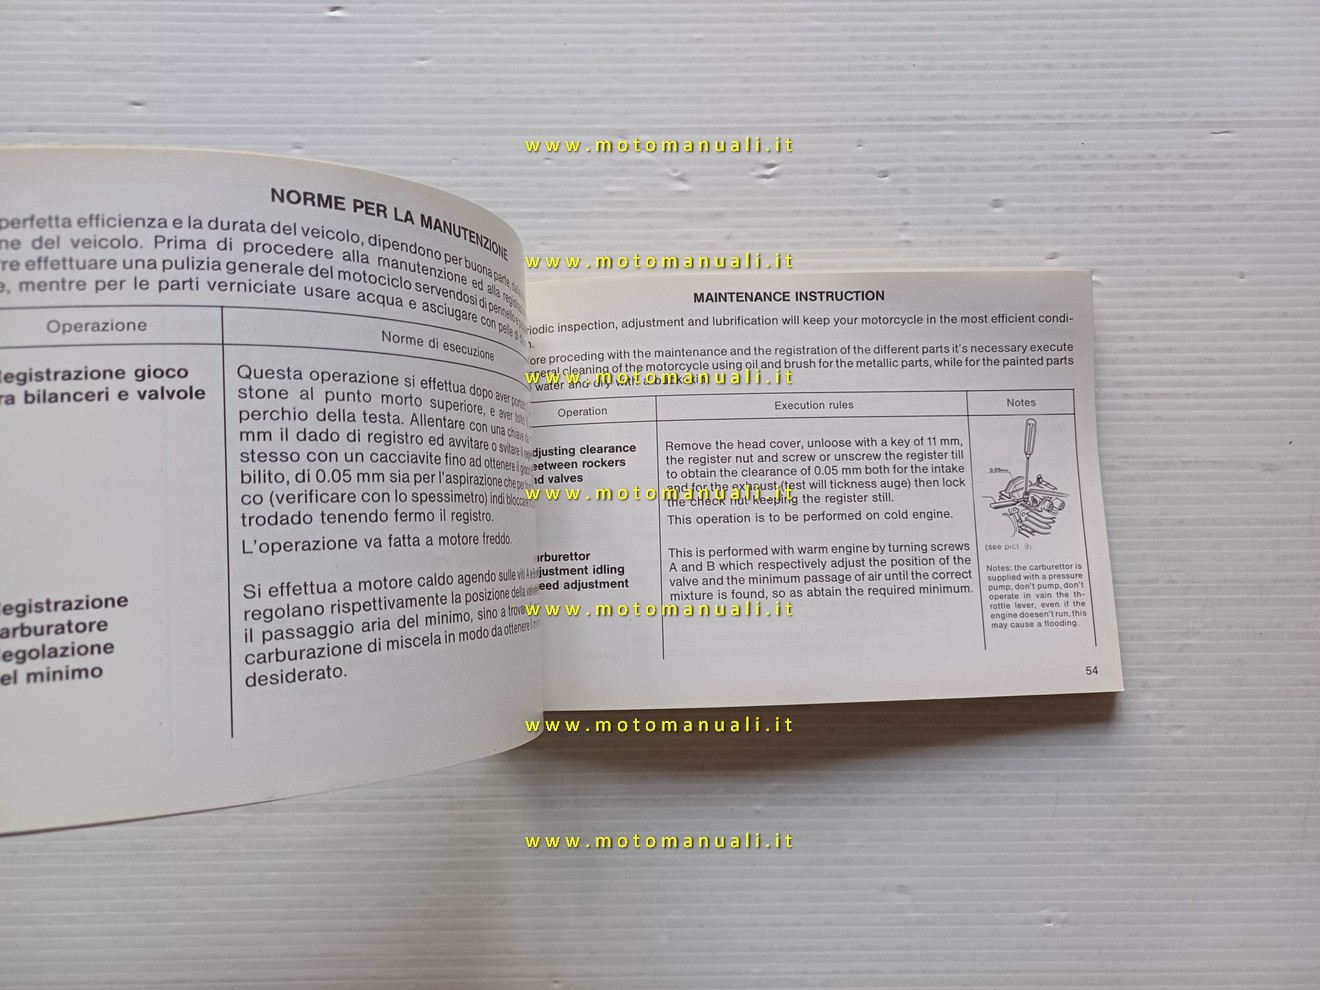 www.motomanuali.it
NORME PER LA MANUTENZIONE
perfetta efficienza e la durata del veicolo, dipendono per buona parte,
ne del veicolo. Prima di procedere alla manutenzione ed alla
re effettuare una pulizia generale del motociclo servendosi di pennello e
e, mentre per le parti verniciate usare acqua e asciugare con pelle di
Operazione
Norme di esecuzione
egistrazione gioco
ra bilanceri e valvole
Questa operazione si effettua dopo aver
stone al punto morto superiore, e aver
perchio della testa. Allentare con una chiave
mm il dado di registro ed avvitare o svitare il
stesso con un cacciavite fino ad ottenere il
bilito, di 0.05 mm sia per l'aspirazione che
co (verificare con lo spessimetro) indi bloccare
trodado tenendo fermo il registro.
L'operazione va fatta a motore freddo.
egistrazione
arburatore
egolazione
el minimo
Si effettua a motore caldo agendo sulle viti A e
regolano rispettivamente la posizione della
il passaggio aria del minimo, sino a
carburazione di miscela in modo da ottenere
desiderato.
www.motomanuali.it
MAINTENANCE INSTRUCTION
iodic inspection, adjustment and lubrification will keep your motorcycle in the most efficient condi-
n.
ore proceding with the maintenance and the registration of the different parts it's necessary execute
neral cleaning of the motorcycle using oil and brush for the metallic parts, while for the painted parts
www.motomanuali.it
water and dry with a buckskin
Operation
Execution rules
Notes
djusting clearance
eetween rockers
nd valves
Remove the head cover, unloose with a key of 11 mm,
the register nut and screw or unscrew the register till
to obtain the clearance of 0.05 mm both for the intake
and for the exhaust (test will tickness auge) then lock
www.motomanuali.it
the check nut keeping the register still.
This operation is to be performed on cold engine.
0,05mm
(see pict. 9)
arburettor
justment idling
eed adjustment
This is performed with warm engine by turning screws
A and B which respectively adjust the position of the
valve and the minimum passage of air until the correct
mixture is found, so as abtain the required minimum.
Notes: the carburettor is
supplied with a pressure
pump, don't pump, don't
operate in vain the th-
rottle lever, even if the
engine doesen't run, this
may cause a flooding.
www.motomanuali.it
54
www.motomanuali.it
www.motomanuali.it